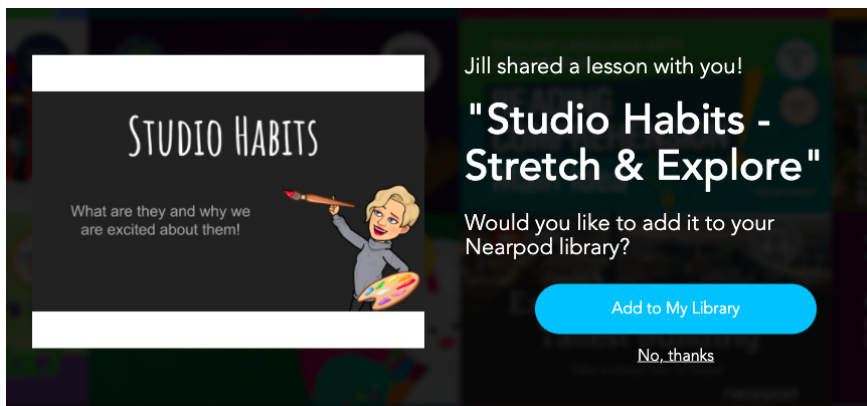 STUDIO HABITS
What are they and why we
are excited about them!
Jill shared a lesson with you!
"Studio Habits -
Stretch & Explore"
Would you like to add it to your
Nearpod library?
Add to My Library
No, thanks